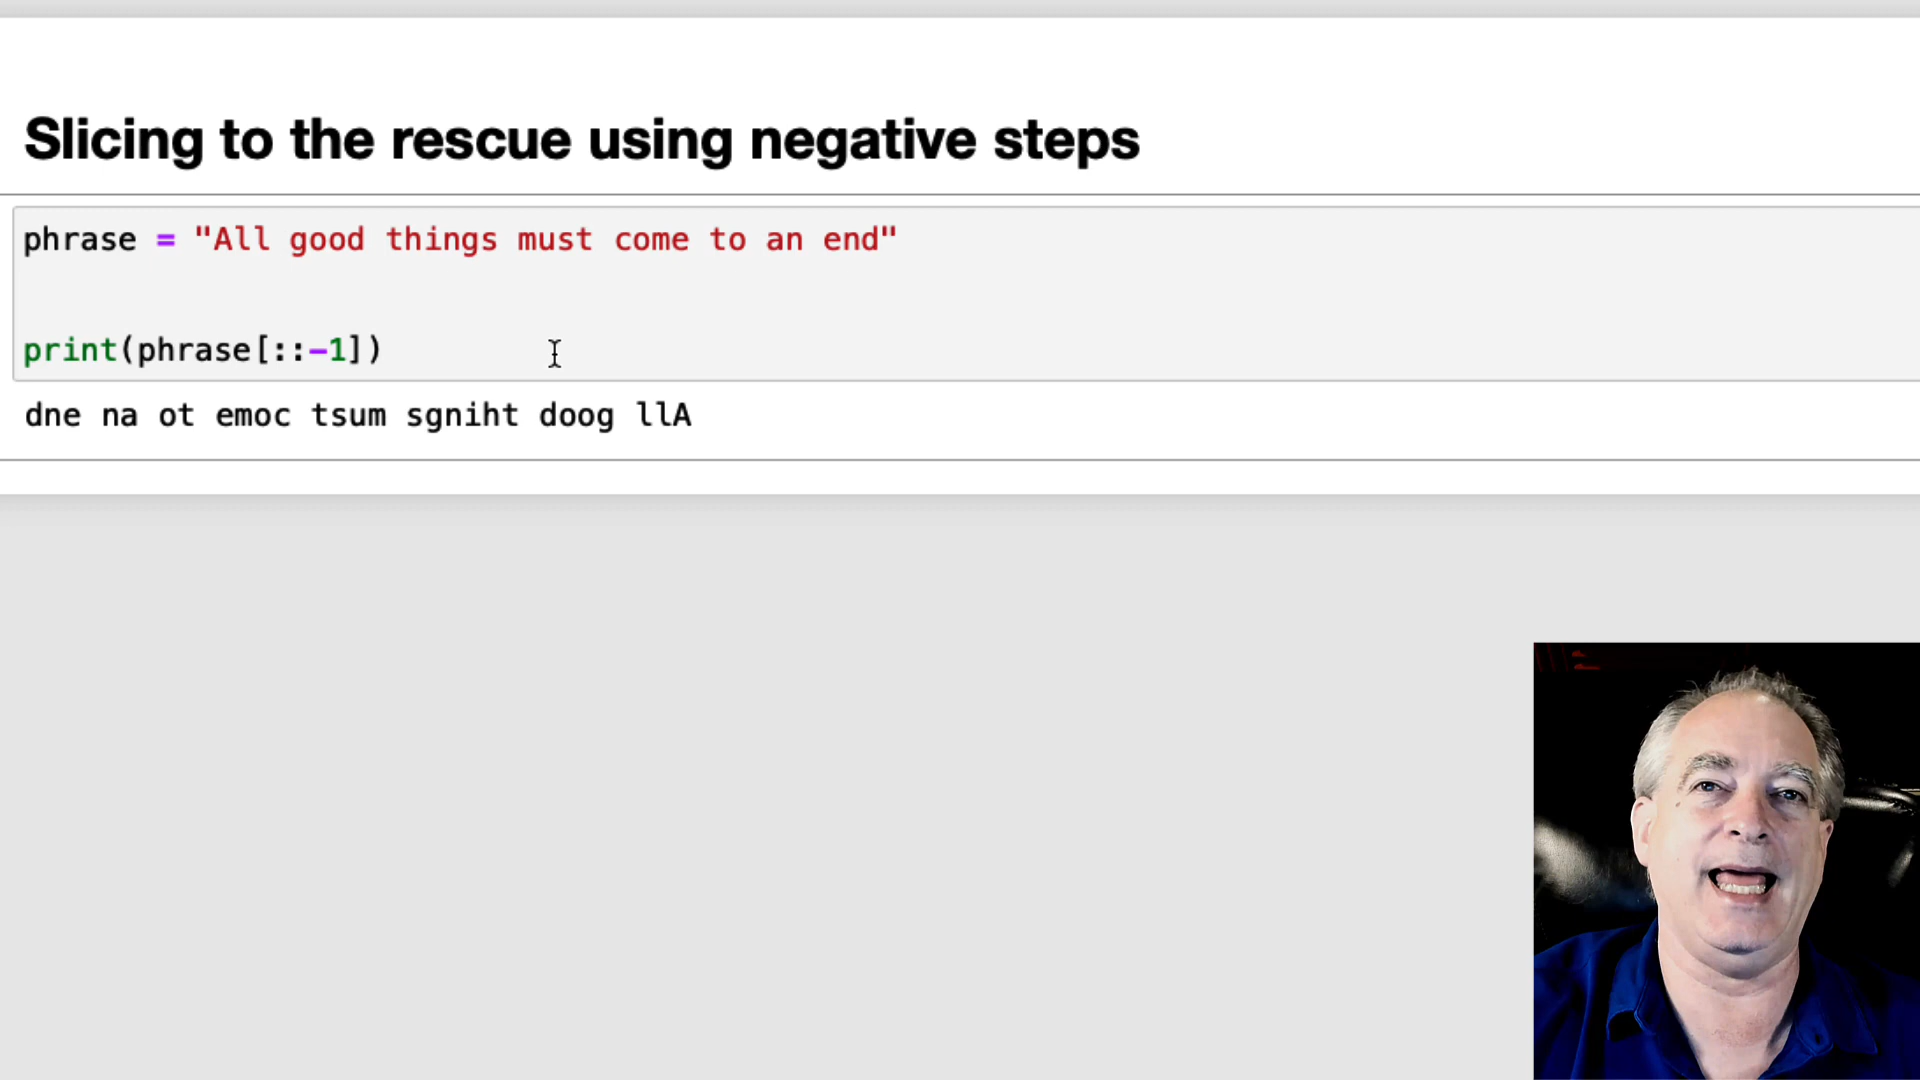 Slicing to the rescue using negative steps
phrase = "All good things must come to an end"
print(phrase[::-1])
dne na ot emoc tsum sgniht doog llA